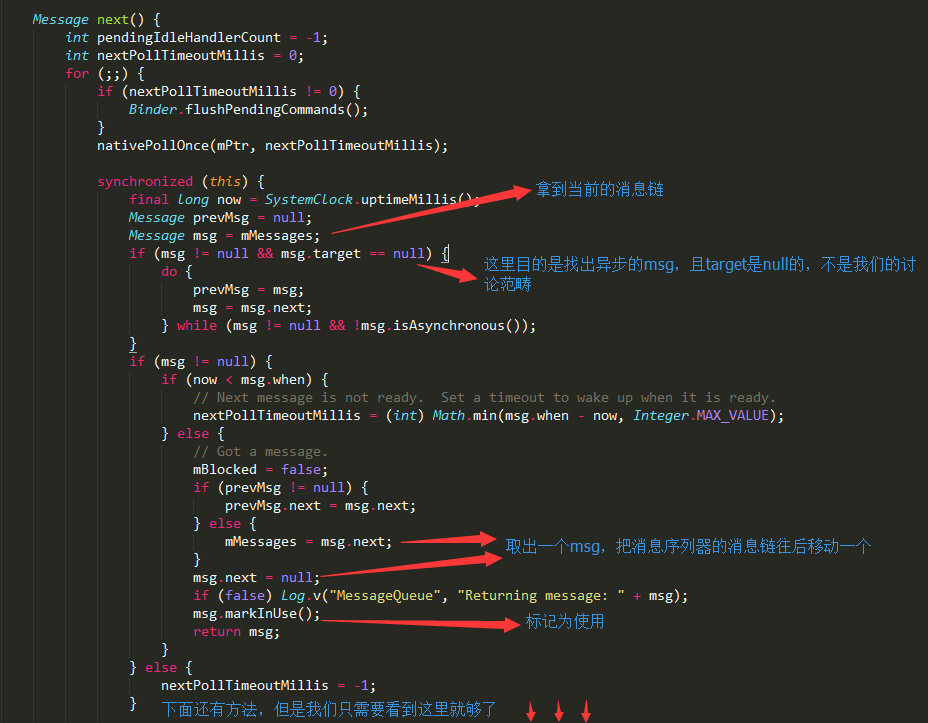 Message next() {
int pendingIdleHandlerCount = -1;
int nextPollTimeoutMillis = 0;
for (;;) {
if (nextPollTimeoutMillis != 0) {
Binder.flushPendingCommands();
}
nativePollOnce(mPtr, nextPollTimeoutMillis);
synchronized (this) {
final long now = SystemClock.uptimeMillis();
拿到当前的消息链
Message prevMsg = null;
Message msg = mMessages;
if (msg != null && msg.target == null) {
这里目的是找出异步的msg，且target是null的，不是我们的讨
论范畴
do {
prevMsg = msg;
msg = msg.next;
} while (msg != null && !msg.isAsynchronous());
}
if (msg != null) {
if (now < msg.when) {
// Next message is not ready.  Set a timeout to wake up when it is ready.
nextPollTimeoutMillis = (int) Math.min(msg.when - now, Integer.MAX_VALUE);
} else {
// Got a message.
mBlocked = false;
if (prevMsg != null) {
prevMsg.next = msg.next;
} else {
mMessages = msg.next;
取出一个msg，把消息序列器的消息链往后移动一个
}
msg.next = null;
if (false) Log.v("MessageQueue", "Returning message: " + msg);
msg.markInUse();
标记为使用
return msg;
}
} else {
nextPollTimeoutMillis = -1;
}
下面还有方法，但是我们只需要看到这里就够了